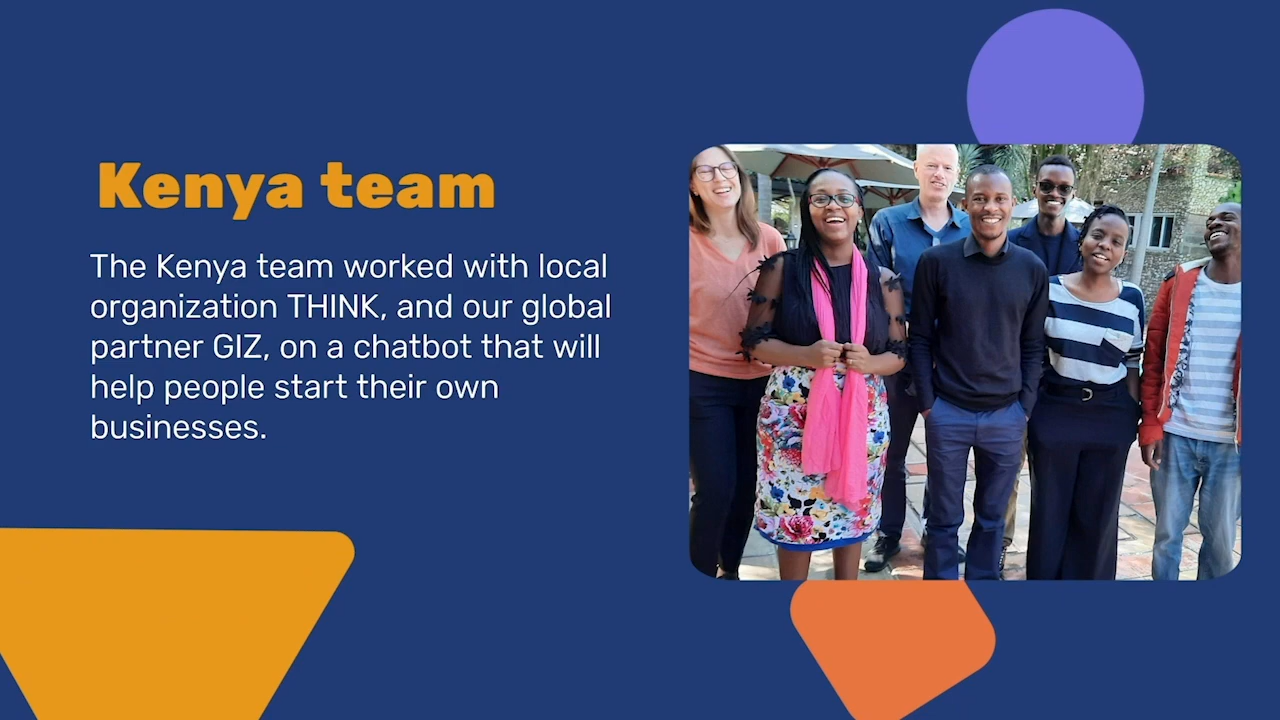 Kenya team
The Kenya team worked with local
organization THINK, and our global
partner GIZ, on a chatbot that will
help people start their own
businesses.